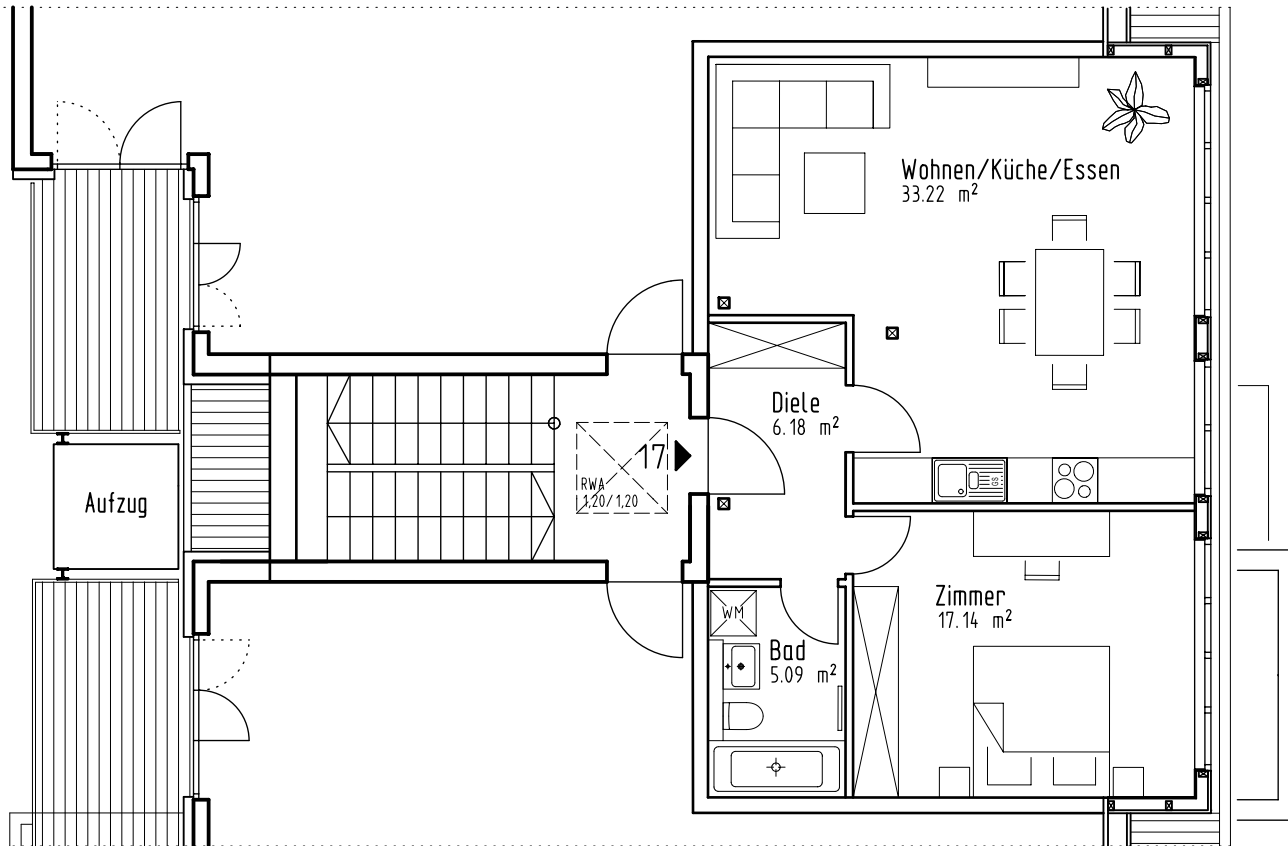 Wohnen/Küche/Essen
33.22 m²
Diele
6.18 m²
17
RWA
1,20/1,20
Aufzug
GS
Zimmer
17.14 m²
WM
Bad
5.09 m²